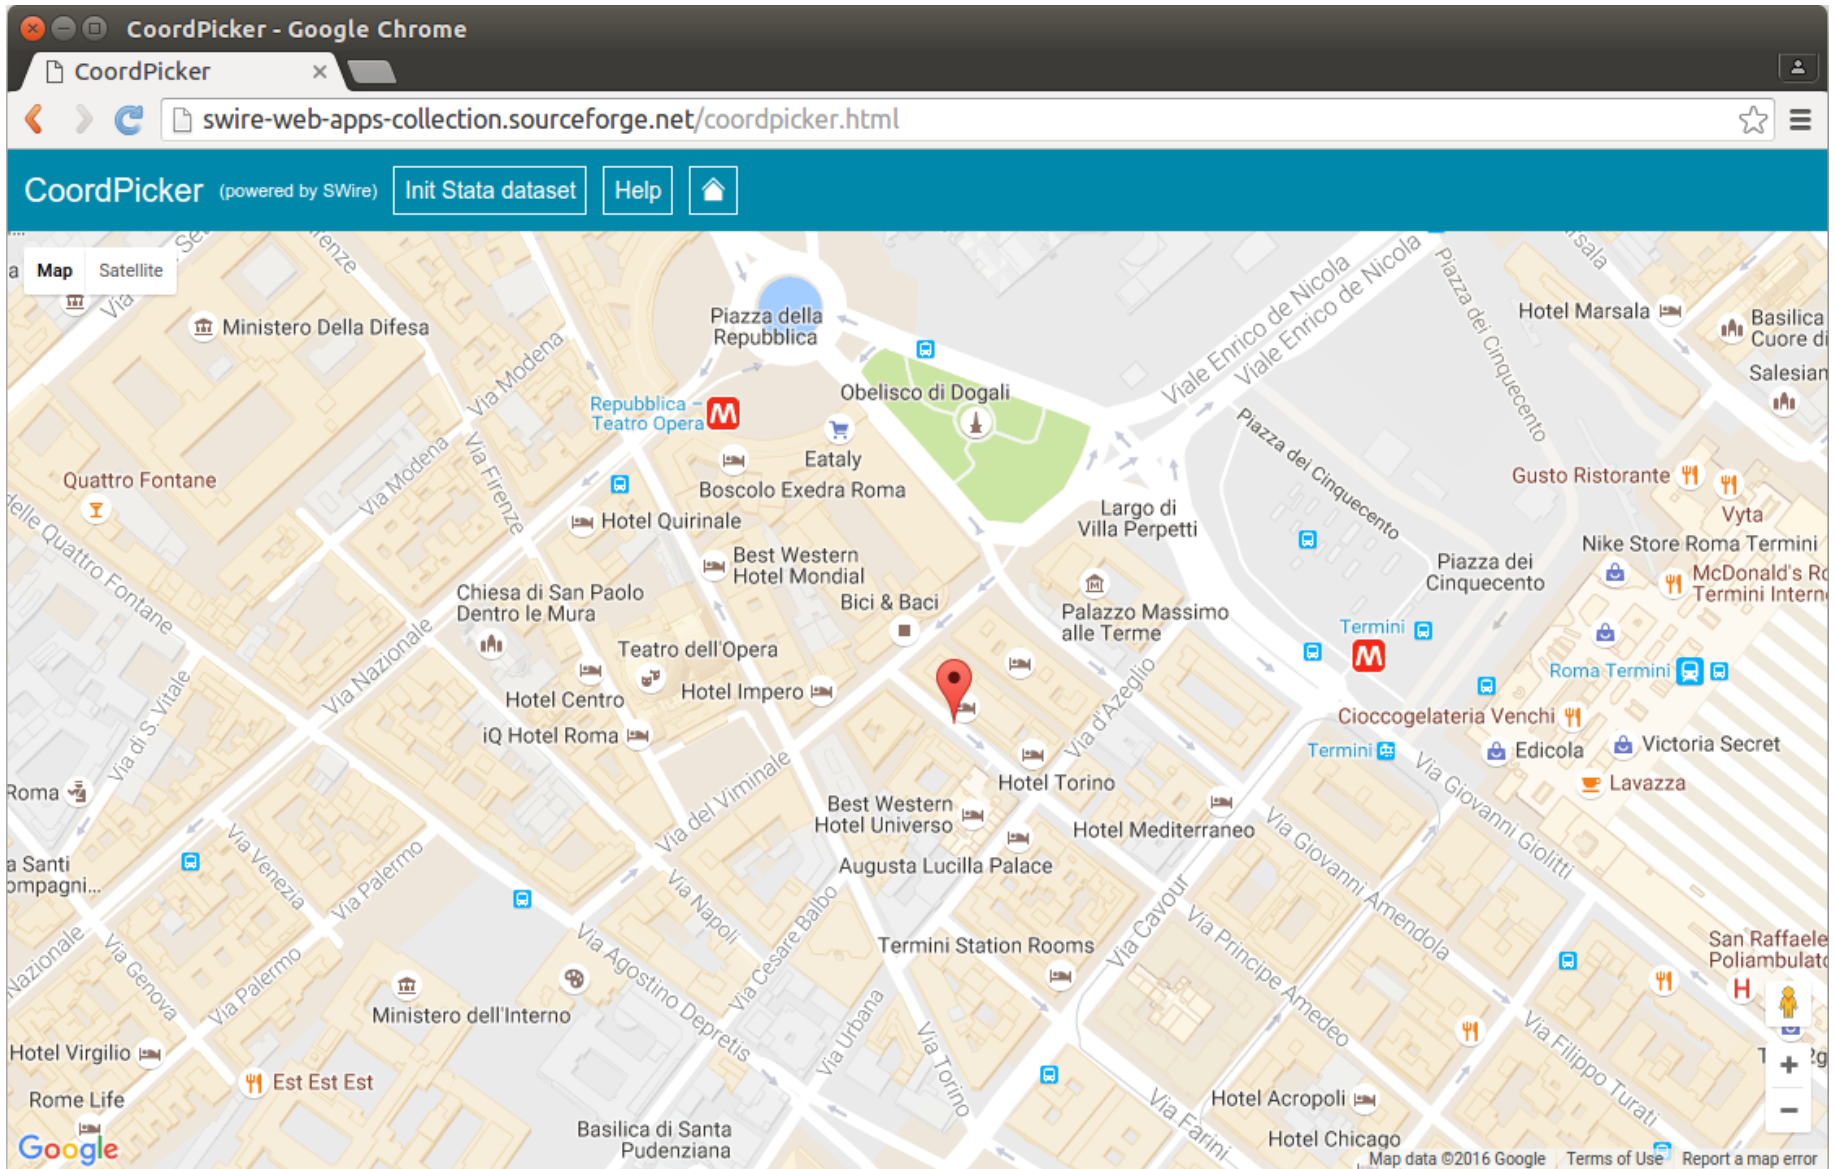 CoordPicker - Google Chrome
CoordPicker
swire-web-apps-collection.sourceforge.net/coordpicker.html
CoordPicker (powered by SWire) Init Stata dataset Help
Map Satellite
Firenze
Ministero Della Difesa
Via Modena
Piazza della
Repubblica
Viale Enrico de Nicola
Viale Enrico de Nicola
Piazza dei Cinquecento
Marsala
Hotel Marsala
Basilica
Cuore di
Salesian
Obelisco di Dogali
Repubblica –
Teatro Opera
Eataly
Boscolo Exedra Roma
Quattro Fontane
Via Modena
Via Firenze
Hotel Quirinale
Piazza dei Cinquecento
Largo di
Villa Perpetti
Gusto Ristorante
Vyta
Nike Store Roma Termini
delle Quattro Fontane
Best Western
Hotel Mondial
Piazza dei
Cinquecento
McDonald's Ro
Termini Intern
Chiesa di San Paolo
Dentro le Mura
Bici & Baci
Palazzo Massimo
alle Terme
Termini
Via Nazionale
Teatro dell'Opera
Hotel Impero
Hotel Centro
Via di S. Vitale
Via d'Azeglio
Roma Termini
Cioccogelateria Venchi
iQ Hotel Roma
Termini
Edicola
Victoria Secret
Hotel Torino
Lavazza
Roma
Via del Viminale
Best Western
Hotel Universo
Hotel Mediterraneo
Via Giovanni Giolitti
a Santi
ompagni...
Via Venezia
Via Palermo
Augusta Lucilla Palace
Via Giovanni Amendola
Via Napoli
Via Cesare Balbo
Via Cavour
Nazionale
Via Genova
Via Palermo
Via Agostino Depretis
Termini Station Rooms
Via Principe Amedeo
San Raffaele
Poliambulato
H
Ministero dell'Interno
Via Urbana
Via Torino
Via Filippo Turati
Hotel Virgilio
Est Est Est
Rome Life
Hotel Acropoli
Via Farini
Basilica di Santa
Pudenziana
Hotel Chicago
Google
Map data ©2016 Google Terms of Use Report a map error